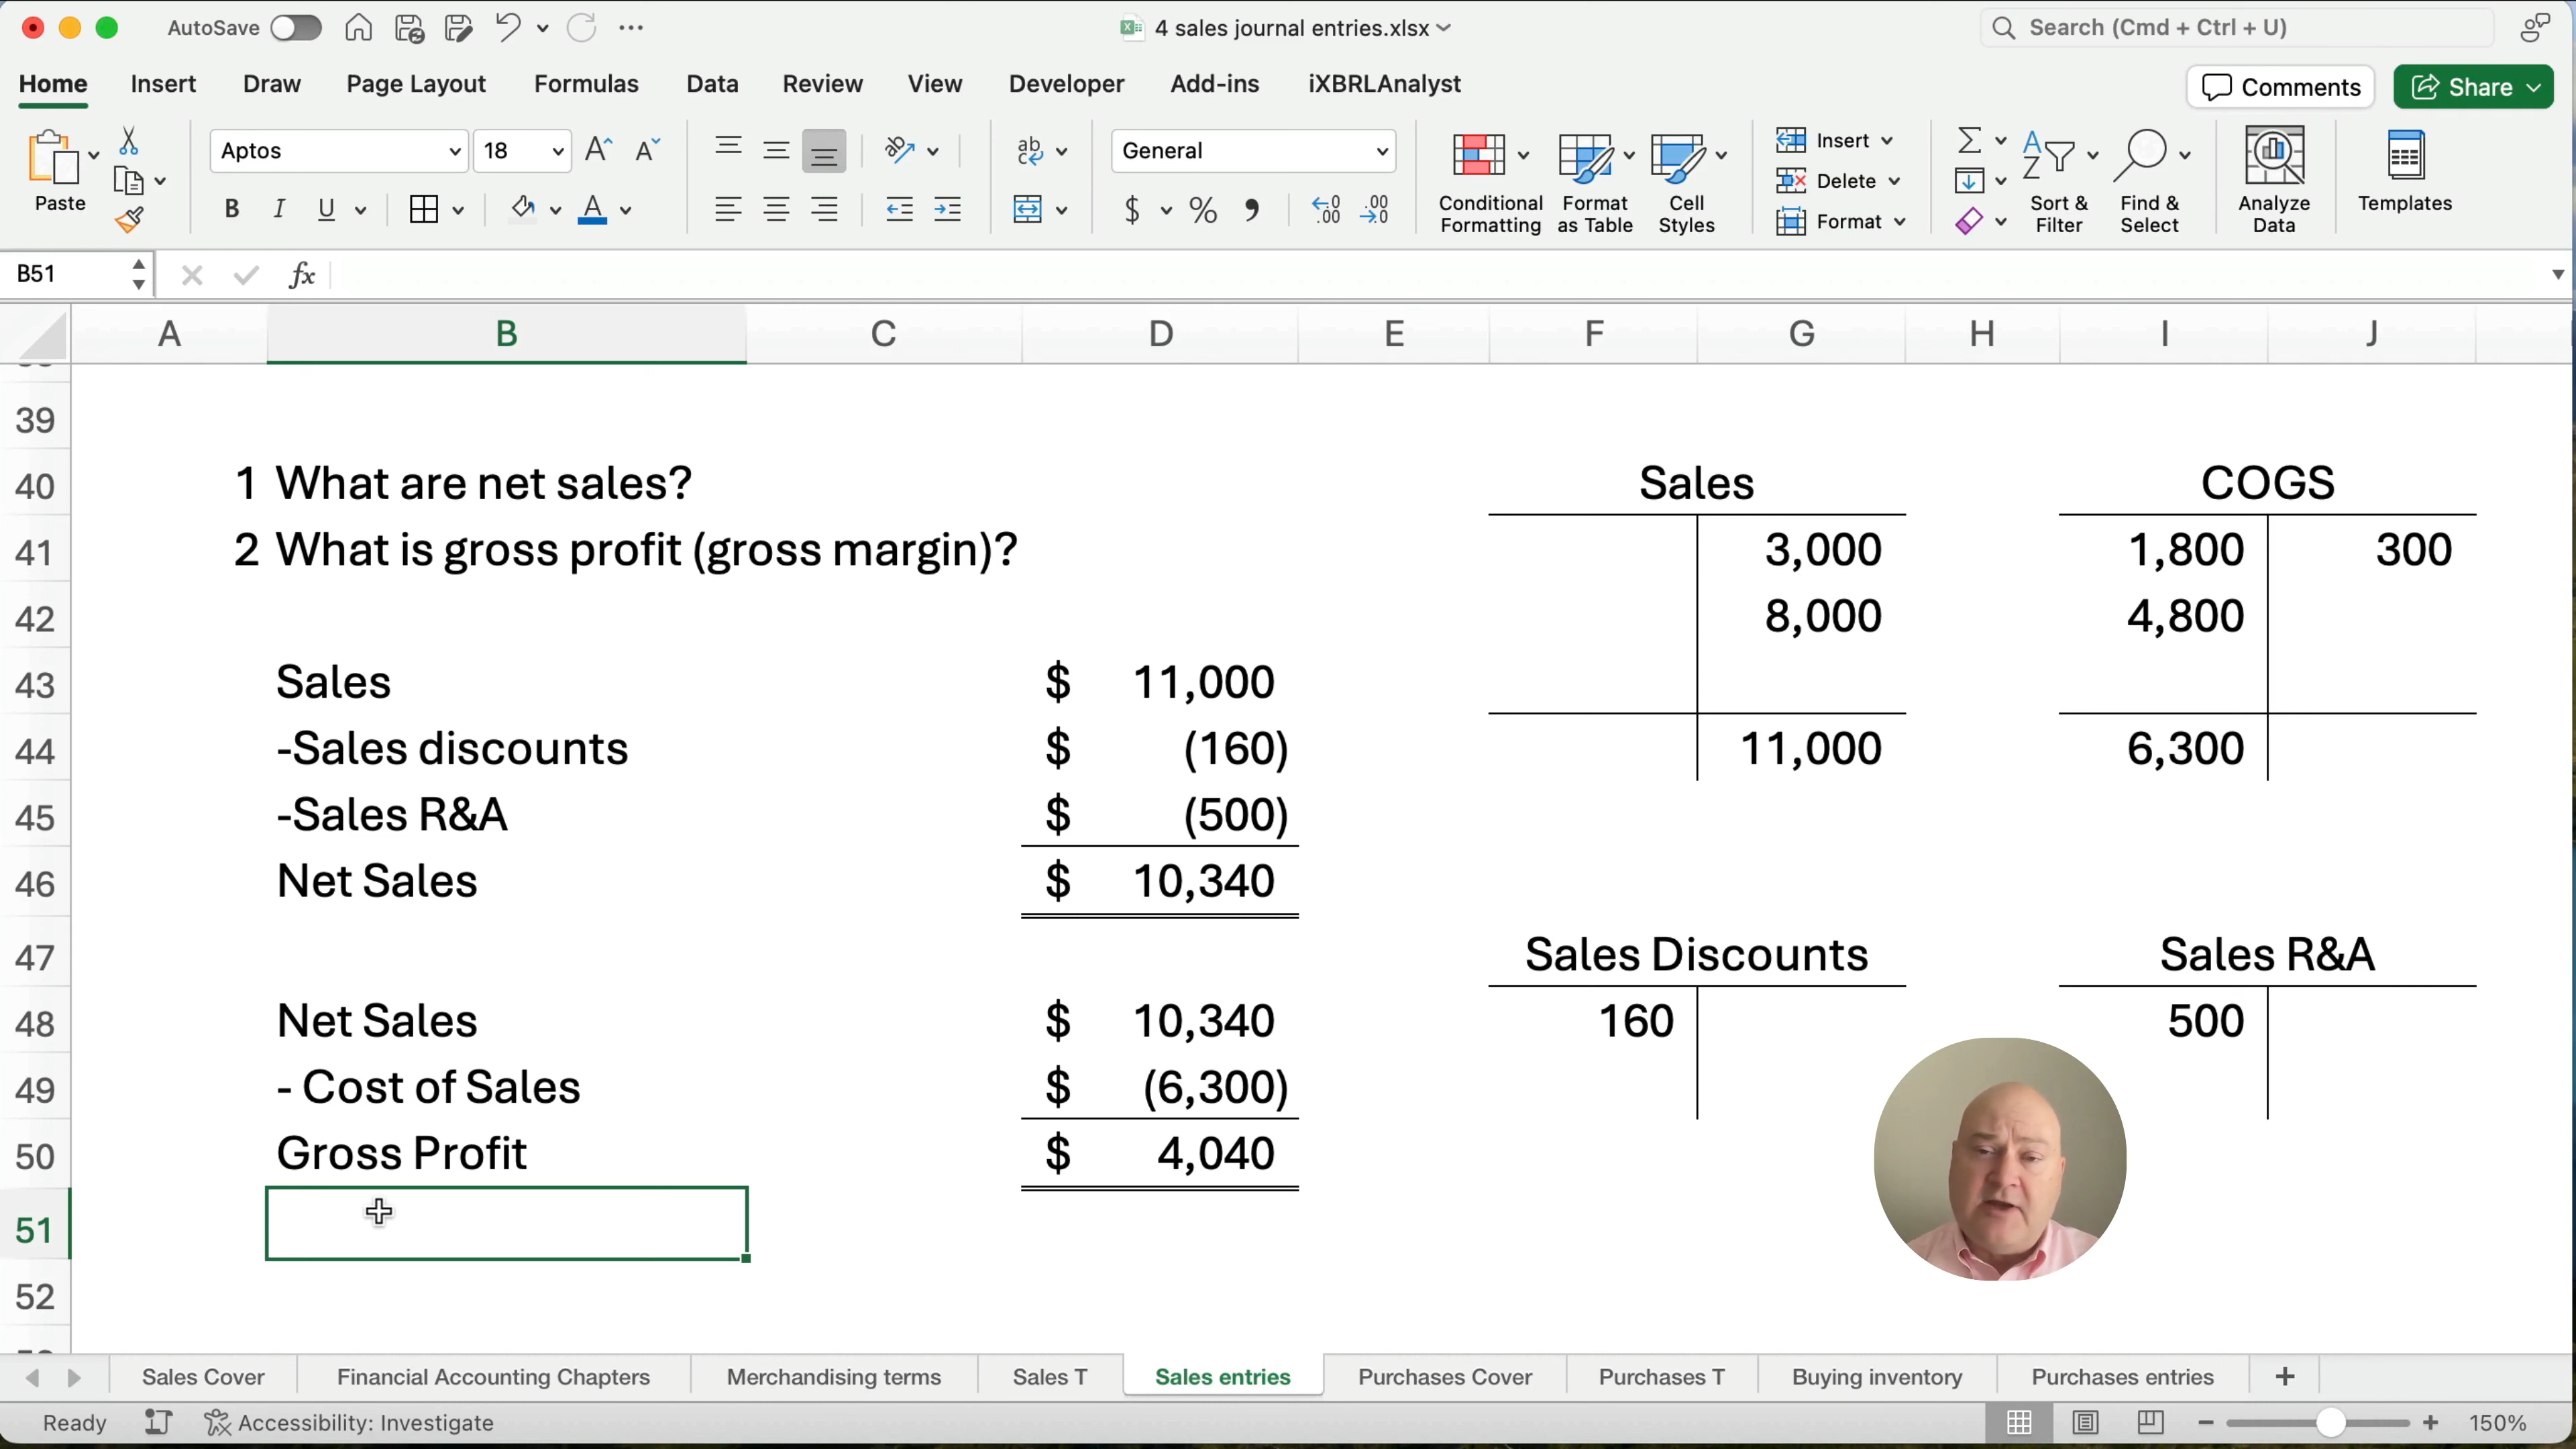 AutoSave
4 sales journal entries.xlsx
Search (Cmd + Ctrl + U)
Home Insert Draw Page Layout Formulas Data Review View Developer Add-ins iXBRLAnalyst
Comments Share
Paste
Aptos 18
B I U
General
$ % 9
Conditional Formatting
Format as Table
Cell Styles
Insert
Delete
Format
Sort & Filter
Find & Select
Analyze Data
Templates
B51 fx
A B C D E F G H I J
39
40 1 What are net sales? Sales COGS
41 2 What is gross profit (gross margin)? 3,000 1,800 300
42 8,000 4,800
43 Sales $ 11,000
44 -Sales discounts $ (160) 11,000 6,300
45 -Sales R&A $ (500)
46 Net Sales $ 10,340
47 Sales Discounts Sales R&A
48 Net Sales $ 10,340 160 500
49 - Cost of Sales $ (6,300)
50 Gross Profit $ 4,040
51
52
Sales Cover Financial Accounting Chapters Merchandising terms Sales T Sales entries Purchases Cover Purchases T Buying inventory Purchases entries +
Ready Accessibility: Investigate 150%